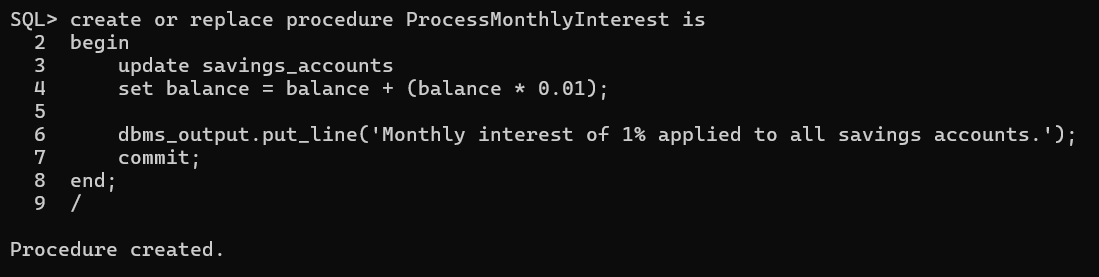 SQL> create or replace procedure ProcessMonthlyInterest is
  2  begin
  3      update savings_accounts
  4      set balance = balance + (balance * 0.01);
  5
  6      dbms_output.put_line('Monthly interest of 1% applied to all savings accounts.');
  7      commit;
  8  end;
  9  /

Procedure created.